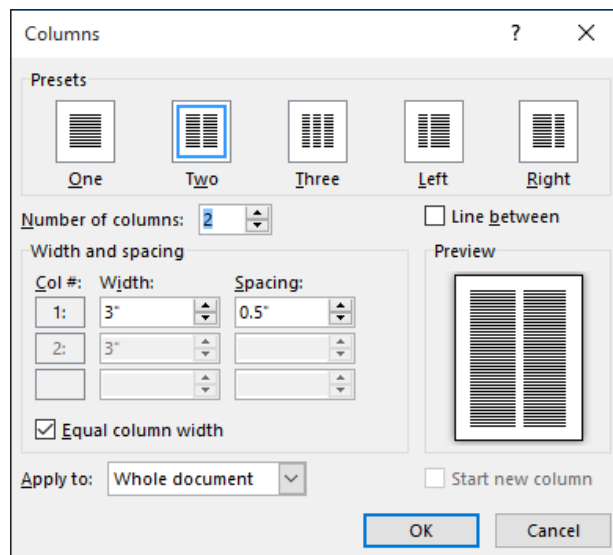 Columns ?
Presets
One Two Three Left Right
Number of columns: 2 Line between
Width and spacing Preview
Col #: Width: Spacing:
1: 3" 0.5"
2: 3"
Equal column width
Apply to: Whole document Start new column
OK Cancel